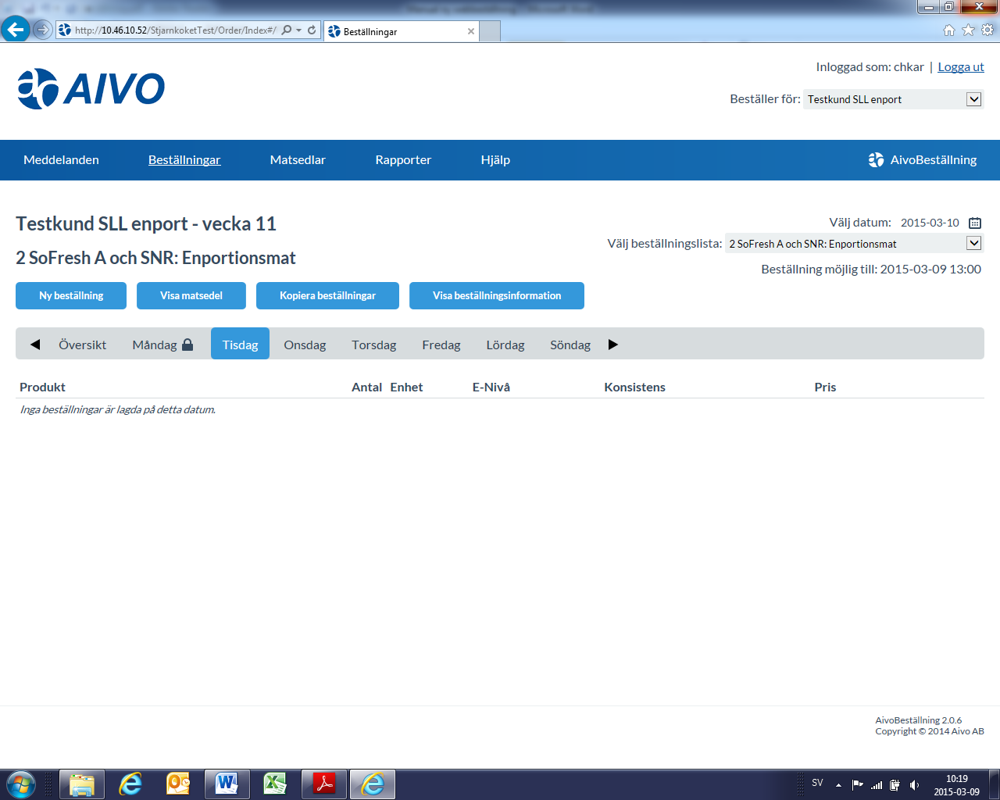 http://10.46.10.52/StjarnkoketTest/Order/Index#/
Beställningar
AIVO
Inloggad som: chkar | Logga ut
Beställer för: Testkund SLL enport
Meddelanden Beställningar Matsedlar Rapporter Hjälp AivoBeställning
Testkund SLL enport - vecka 11
Välj datum: 2015-03-10
Välj beställningslista: 2 SoFresh A och SNR: Enportionsmat
2 SoFresh A och SNR: Enportionsmat
Beställning möjlig till: 2015-03-09 13:00
Ny beställning Visa matsedel Kopiera beställningar Visa beställningsinformation
Översikt Måndag Tisdag Onsdag Torsdag Fredag Lördag Söndag
Produkt Antal Enhet E-Nivå Konsistens Pris
Inga beställningar är lagda på detta datum.
AivoBeställning 2.0.6
Copyright © 2014 Aivo AB
SV
10:19
2015-03-09